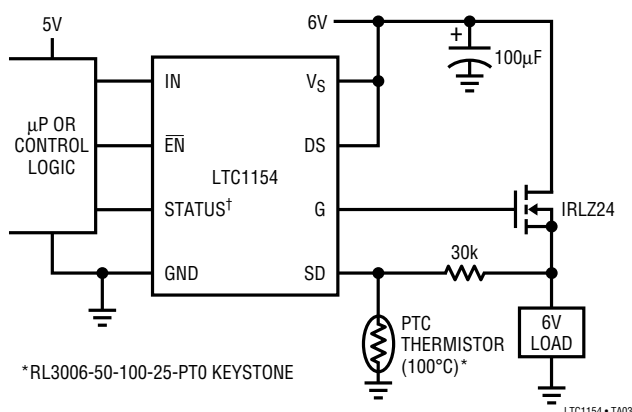 5V
6V
+
100µF
µP OR
CONTROL
LOGIC
IN
EN
STATUS†
GND
LTC1154
VS
DS
G
SD
IRLZ24
30k
PTC
THERMISTOR
(100°C)*
6V
LOAD
*RL3006-50-100-25-PT0 KEYSTONE
LTC1154 • TA03